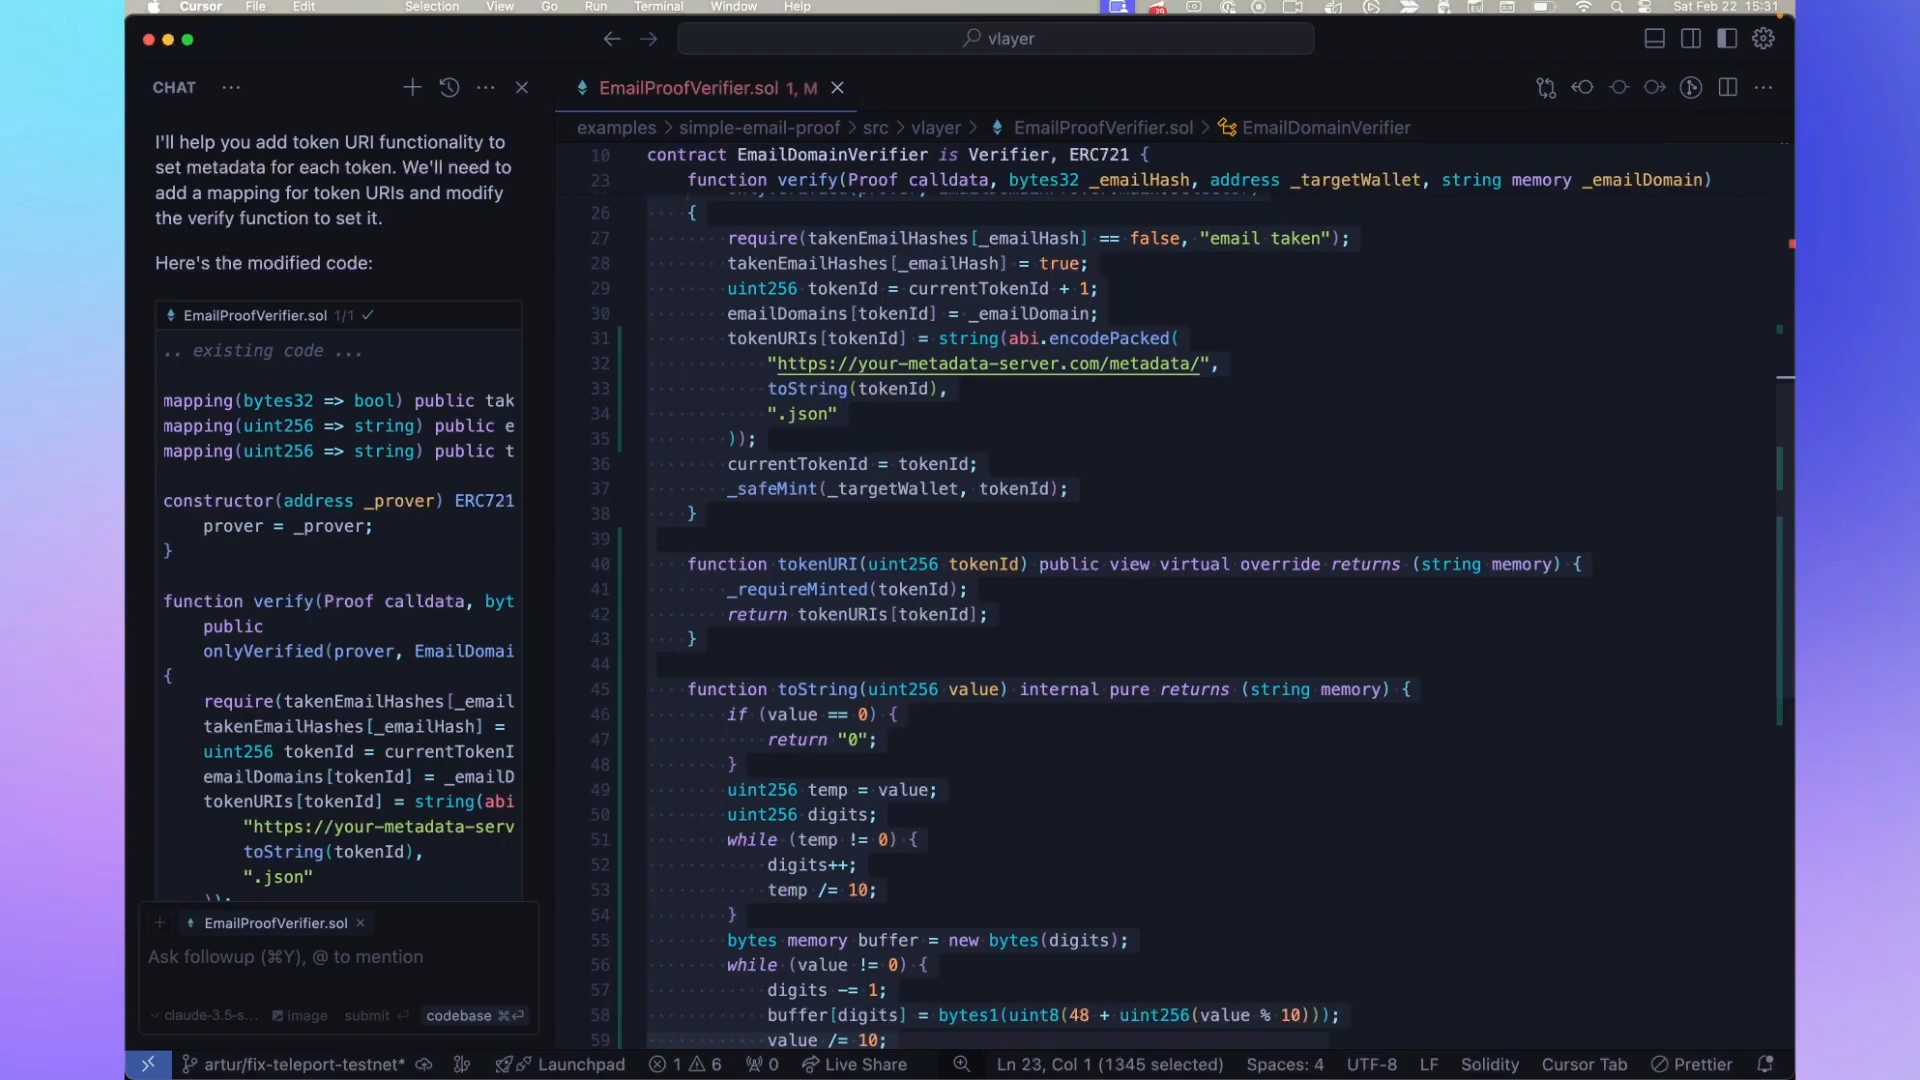 Cursor File Edit Selection View Go Run Terminal Window Help Sat Feb 22 15:31
vlayer
CHAT
I'll help you add token URI functionality to
set metadata for each token. We'll need to
add a mapping for token URIs and modify
the verify function to set it.
Here's the modified code:
EmailProofVerifier.sol 1/1
.. existing code ...
mapping(bytes32 => bool) public tak
mapping(uint256 => string) public e
mapping(uint256 => string) public t
constructor(address _prover) ERC721
prover = _prover;
}
function verify(Proof calldata, byt
public
onlyVerified(prover, EmailDomai
{
require(takenEmailHashes[_email
takenEmailHashes[_emailHash] =
uint256 tokenId = currentTokenI
emailDomains[tokenId] = _emailD
tokenURIs[tokenId] = string(abi
"https://your-metadata-serv
toString(tokenId),
".json"
));
EmailProofVerifier.sol
Ask followup (⌘Y), @ to mention
claude-3.5-s... image submit codebase ⌘
EmailProofVerifier.sol 1, M
examples > simple-email-proof > src > vlayer > EmailProofVerifier.sol > EmailDomainVerifier
10 contract EmailDomainVerifier is Verifier, ERC721 {
23 function verify(Proof calldata, bytes32 _emailHash, address _targetWallet, string memory _emailDomain)
26 {
27 require(takenEmailHashes[_emailHash] == false, "email taken");
28 takenEmailHashes[_emailHash] = true;
29 uint256 tokenId = currentTokenId + 1;
30 emailDomains[tokenId] = _emailDomain;
31 tokenURIs[tokenId] = string(abi.encodePacked(
32 "https://your-metadata-server.com/metadata/",
33 toString(tokenId),
34 ".json"
35 ));
36 currentTokenId = tokenId;
37 _safeMint(_targetWallet, tokenId);
38 }
39
40 function tokenURI(uint256 tokenId) public view virtual override returns (string memory) {
41 _requireMinted(tokenId);
42 return tokenURIs[tokenId];
43 }
44
45 function toString(uint256 value) internal pure returns (string memory) {
46 if (value == 0) {
47 return "0";
48 }
49 uint256 temp = value;
50 uint256 digits;
51 while (temp != 0) {
52 digits++;
53 temp /= 10;
54 }
55 bytes memory buffer = new bytes(digits);
56 while (value != 0) {
57 digits -= 1;
58 buffer[digits] = bytes1(uint8(48 + uint256(value % 10)));
59 value /= 10;
artur/fix-teleport-testnet* Launchpad 1 6 0 Live Share Ln 23, Col 1 (1345 selected) Spaces: 4 UTF-8 LF Solidity Cursor Tab Prettier